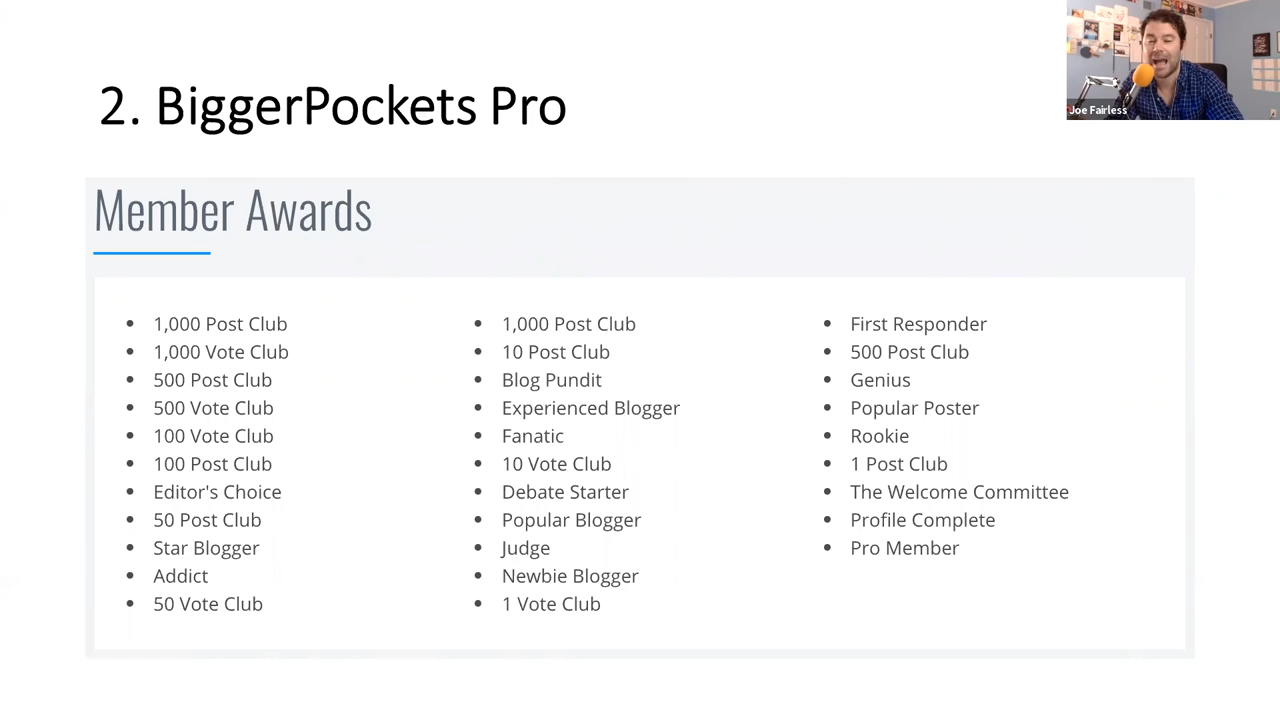 2. BiggerPockets Pro
Joe Fairless
Member Awards
1,000 Post Club
1,000 Vote Club
500 Post Club
500 Vote Club
100 Vote Club
100 Post Club
Editor's Choice
50 Post Club
Star Blogger
Addict
50 Vote Club
1,000 Post Club
10 Post Club
Blog Pundit
Experienced Blogger
Fanatic
10 Vote Club
Debate Starter
Popular Blogger
Judge
Newbie Blogger
1 Vote Club
First Responder
500 Post Club
Genius
Popular Poster
Rookie
1 Post Club
The Welcome Committee
Profile Complete
Pro Member